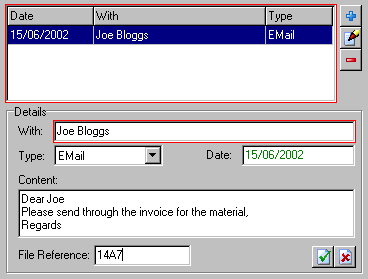 Date With Type
15/06/2002 Joe Bloggs EMail
Details
With: Joe Bloggs
Type: EMail Date: 15/06/2002
Content:
Dear Joe
Please send through the invoice for the material,
Regards
File Reference: 14A7